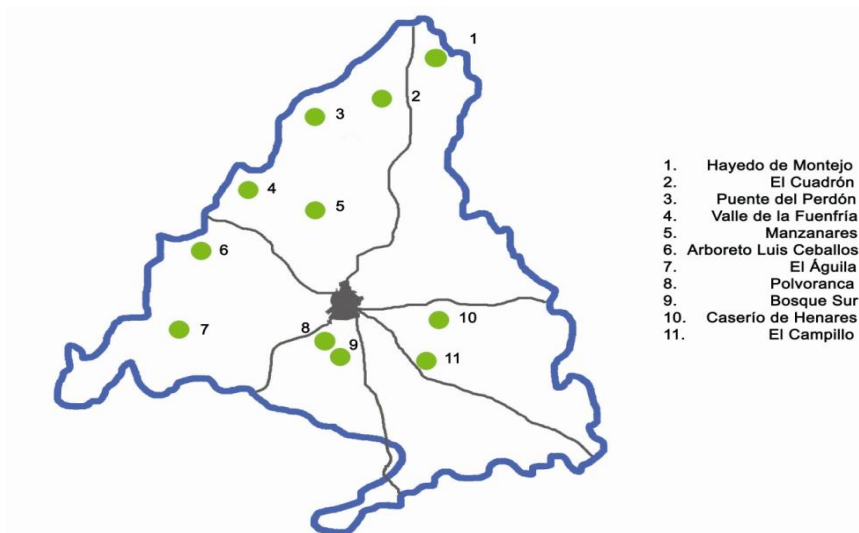 1
2
3
4
5
6
7
8
9
10
11
1. Hayedo de Montejo
2. El Cuadrón
3. Puente del Perdón
4. Valle de la Fuenfría
5. Manzanares
6. Arboreto Luis Ceballos
7. El Águila
8. Polvoranca
9. Bosque Sur
10. Caserío de Henares
11. El Campillo